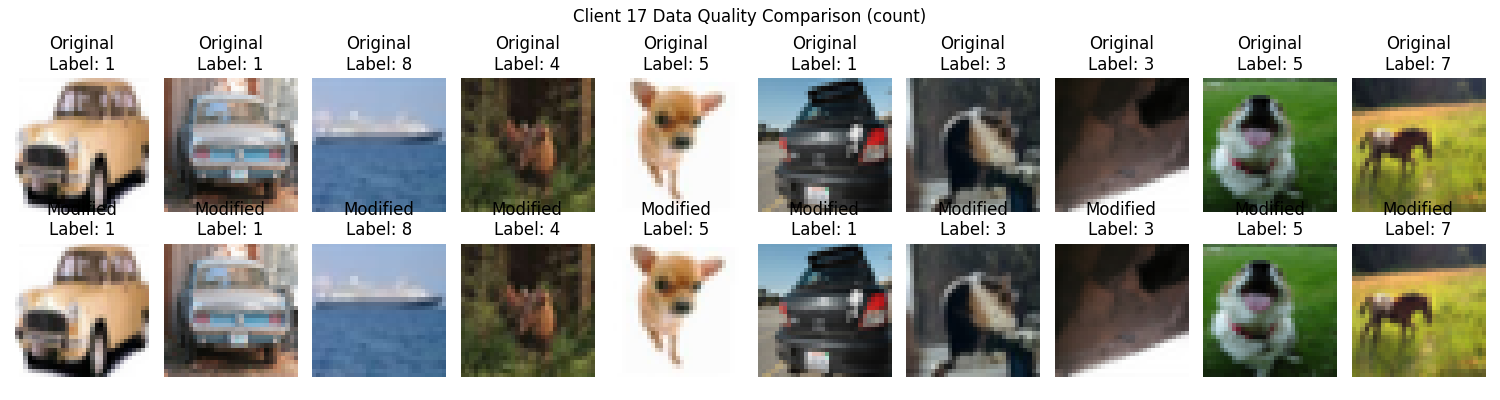 Client 17 Data Quality Comparison (count)
Original Original Original Original Original Original Original Original Original Original
Label: 1 Label: 1 Label: 8 Label: 4 Label: 5 Label: 1 Label: 3 Label: 3 Label: 5 Label: 7
Modified Modified Modified Modified Modified Modified Modified Modified Modified Modified
Label: 1 Label: 1 Label: 8 Label: 4 Label: 5 Label: 1 Label: 3 Label: 3 Label: 5 Label: 7